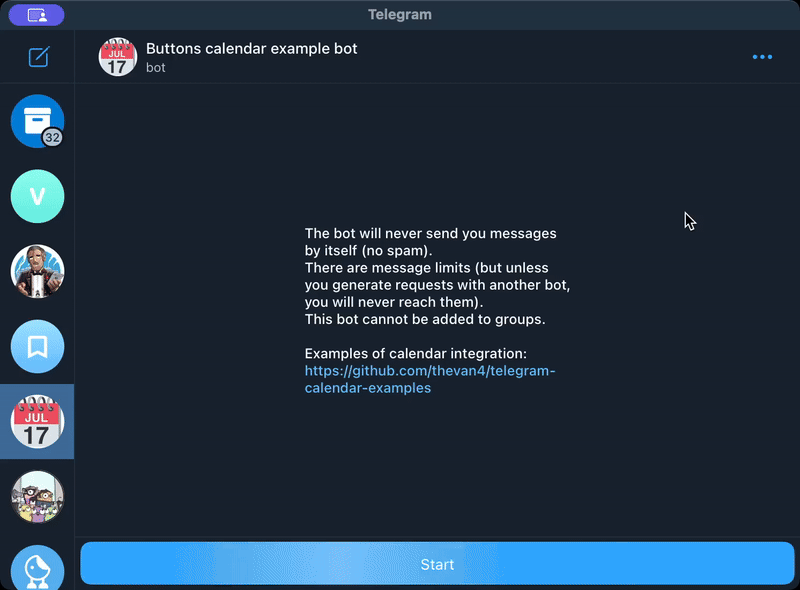 Telegram
JUL
17
Buttons calendar example bot
bot
32
V
The bot will never send you messages
by itself (no spam).
There are message limits (but unless
you generate requests with another bot,
you will never reach them).
This bot cannot be added to groups.
Examples of calendar integration:
https://github.com/thevan4/telegram-
calendar-examples
JUL
17
Start